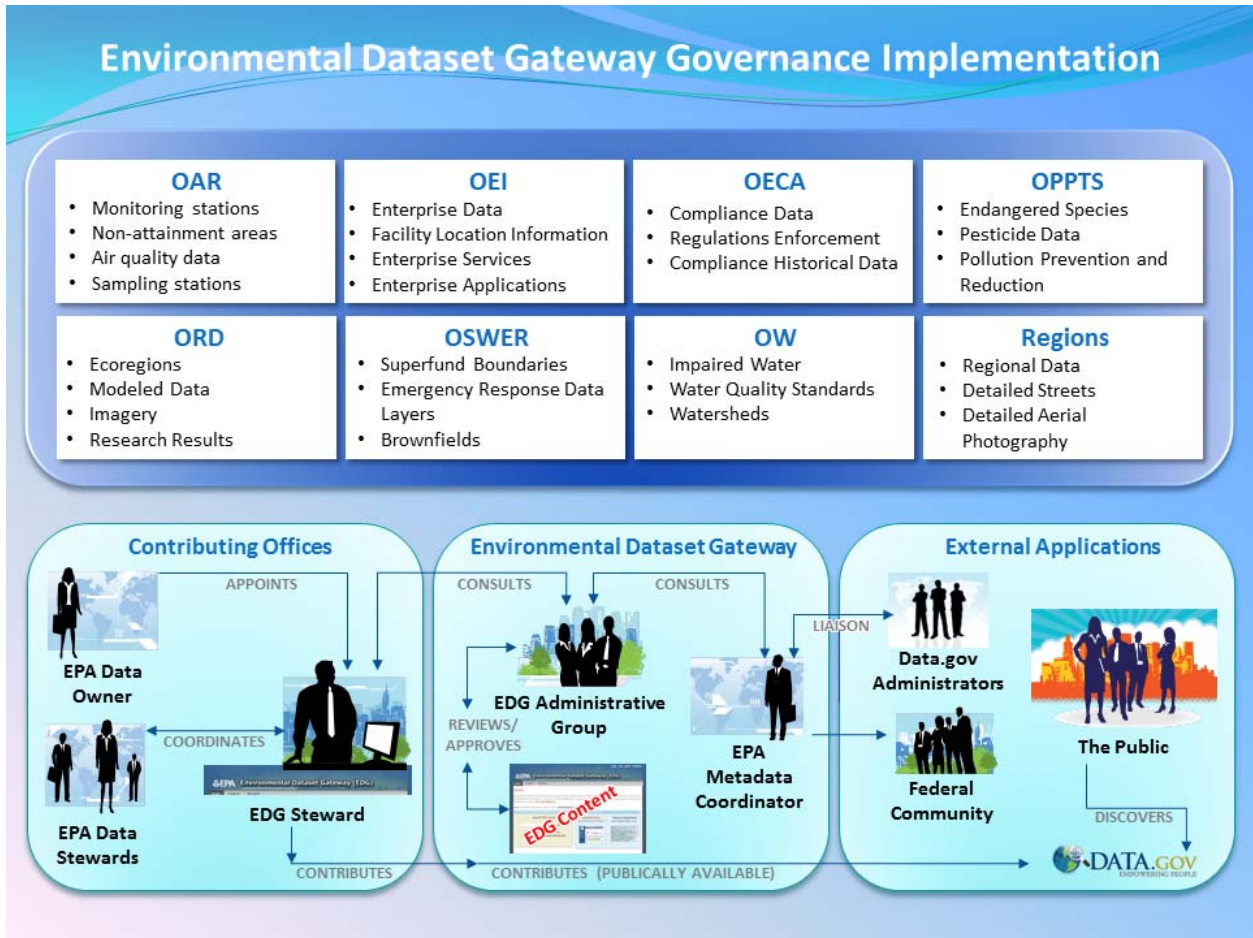 Environmental Dataset Gateway Governance Implementation
OAR
• Monitoring stations
• Non-attainment areas
• Air quality data
• Sampling stations
OEI
• Enterprise Data
• Facility Location Information
• Enterprise Services
• Enterprise Applications
OECA
• Compliance Data
• Regulations Enforcement
• Compliance Historical Data
OPPTS
• Endangered Species
• Pesticide Data
• Pollution Prevention and
Reduction
ORD
• Ecoregions
• Modeled Data
• Imagery
• Research Results
OSWER
• Superfund Boundaries
• Emergency Response Data
Layers
• Brownfields
OW
• Impaired Water
• Water Quality Standards
• Watersheds
Regions
• Regional Data
• Detailed Streets
• Detailed Aerial
Photography
Contributing Offices
APPOINTS
EPA Data
Owner
COORDINATES
EPA Data
Stewards
EPA Environmental Dataset Gateway (EDG)
EDG Steward
CONTRIBUTES
Environmental Dataset Gateway
CONSULTS
CONSULTS
EDG Administrative
Group
REVIEWS/
APPROVES
EPA
Metadata
Coordinator
EPA Environmental Dataset Gateway (EDG)
EDG Content
CONTRIBUTES (PUBLICALLY AVAILABLE)
External Applications
LIAISON
Data.gov
Administrators
The Public
Federal
Community
DISCOVERS
DATA.GOV
EMPOWERING PEOPLE